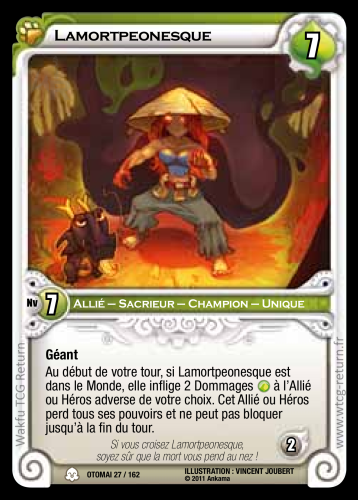 Lamortpeonesque
7
Nv 7 Allié – Sacrieur – Champion – Unique
Géant
Au début de votre tour, si Lamortpeonesque est
dans le Monde, elle inflige 2 Dommages à l'Allié
ou Héros adverse de votre choix. Cet Allié ou Héros
perd tous ses pouvoirs et ne peut pas bloquer
jusqu'à la fin du tour.
Si vous croisez Lamortpeonesque,
soyez sûr que la mort vous pend au nez !
2
OTOMAI 27 / 162
ILLUSTRATION : VINCENT JOUBERT
© 2011 Ankama
Wakfu TCG Return
www.wtcg-return.fr